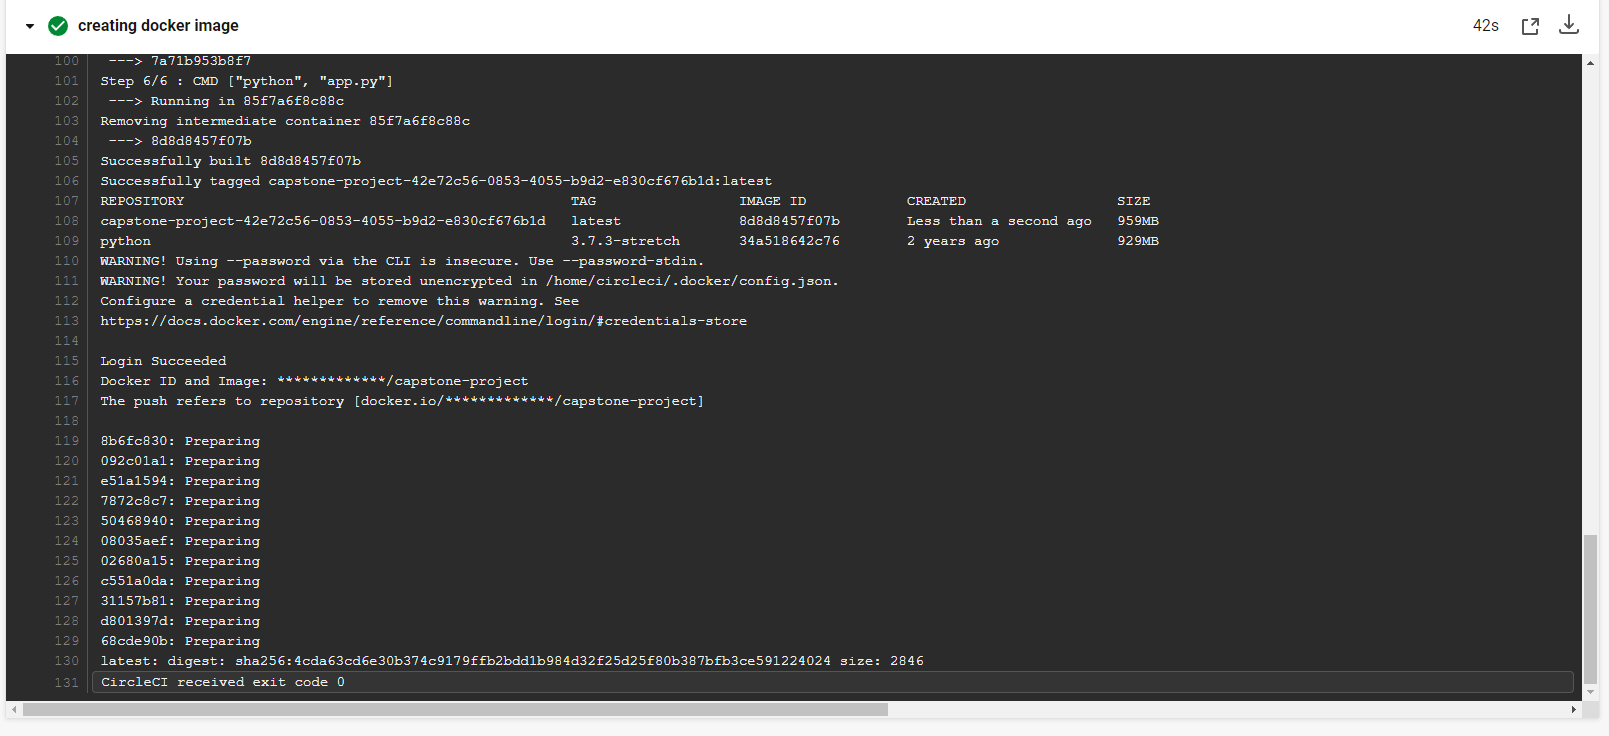 creating docker image 42s
100 ---> 7a71b953b8f7
101 Step 6/6 : CMD ["python", "app.py"]
102 ---> Running in 85f7a6f8c88c
103 Removing intermediate container 85f7a6f8c88c
104 ---> 8d8d8457f07b
105 Successfully built 8d8d8457f07b
106 Successfully tagged capstone-project-42e72c56-0853-4055-b9d2-e830cf676b1d:latest
107 REPOSITORY TAG IMAGE ID CREATED SIZE
108 capstone-project-42e72c56-0853-4055-b9d2-e830cf676b1d latest 8d8d8457f07b Less than a second ago 959MB
109 python 3.7.3-stretch 34a518642c76 2 years ago 929MB
110 WARNING! Using --password via the CLI is insecure. Use --password-stdin.
111 WARNING! Your password will be stored unencrypted in /home/circleci/.docker/config.json.
112 Configure a credential helper to remove this warning. See
113 https://docs.docker.com/engine/reference/commandline/login/#credentials-store
114
115 Login Succeeded
116 Docker ID and Image: *************/capstone-project
117 The push refers to repository [docker.io/*************/capstone-project]
118
119 8b6fc830: Preparing
120 092c01a1: Preparing
121 e51a1594: Preparing
122 7872c8c7: Preparing
123 50468940: Preparing
124 08035aef: Preparing
125 02680a15: Preparing
126 c551a0da: Preparing
127 31157b81: Preparing
128 d801397d: Preparing
129 68cde90b: Preparing
130 latest: digest: sha256:4cda63cd6e30b374c9179ffb2bdd1b984d32f25d25f80b387bfb3ce591224024 size: 2846
131 CircleCI received exit code 0